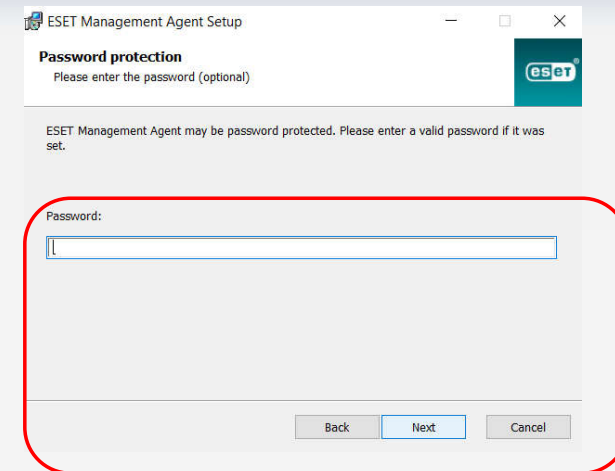 ESET Management Agent Setup
Password protection
Please enter the password (optional)
eset®
ESET Management Agent may be password protected. Please enter a valid password if it was
set.
Password:
Back Next Cancel